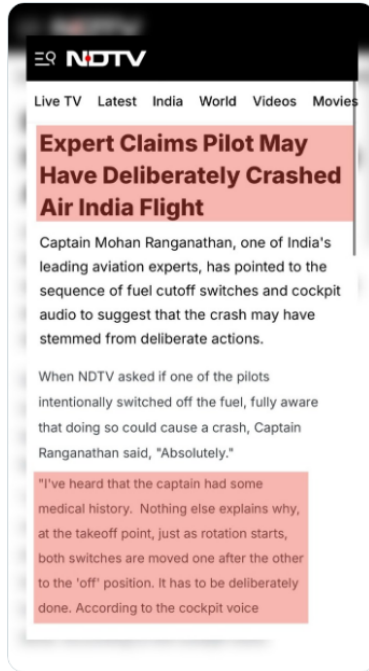 NDTV
Live TV Latest India World Videos Movies
Expert Claims Pilot May
Have Deliberately Crashed
Air India Flight
Captain Mohan Ranganathan, one of India's
leading aviation experts, has pointed to the
sequence of fuel cutoff switches and cockpit
audio to suggest that the crash may have
stemmed from deliberate actions.
When NDTV asked if one of the pilots
intentionally switched off the fuel, fully aware
that doing so could cause a crash, Captain
Ranganathan said, "Absolutely."
"I've heard that the captain had some
medical history. Nothing else explains why,
at the takeoff point, just as rotation starts,
both switches are moved one after the other
to the 'off' position. It has to be deliberately
done. According to the cockpit voice